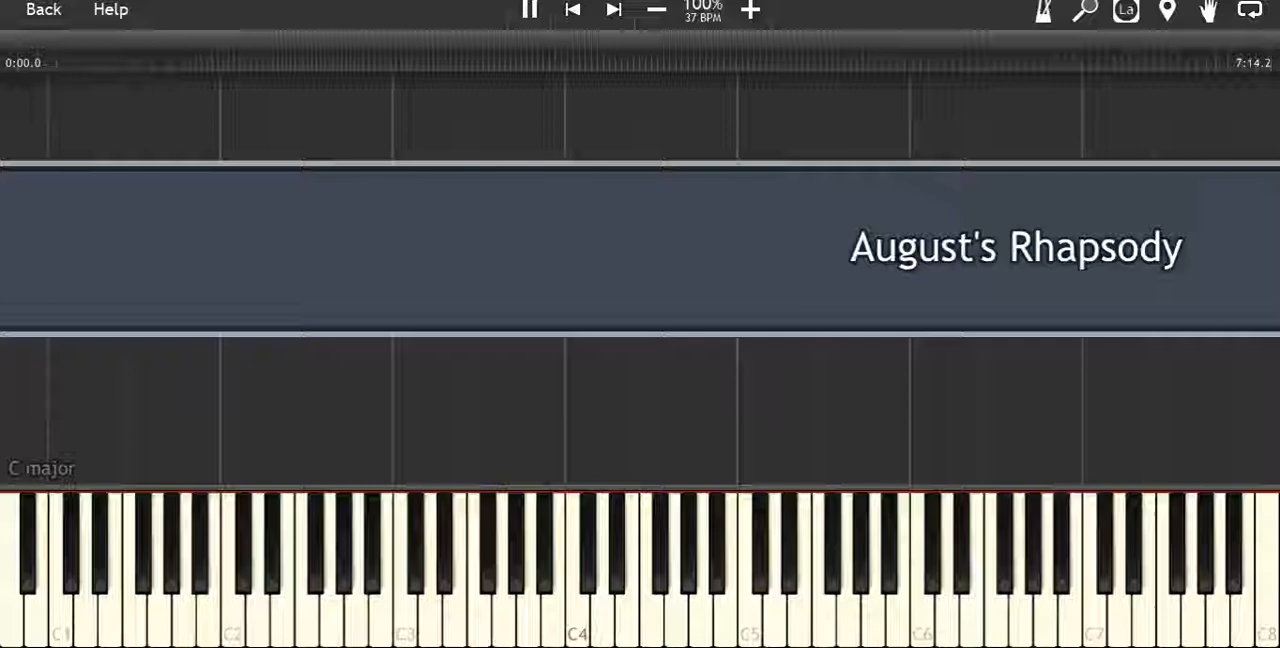 Back Help 100%
37 BPM La
0:00.0 7:14.2
August's Rhapsody
C major
C1 C2 C3 C4 C5 C6 C7 C8